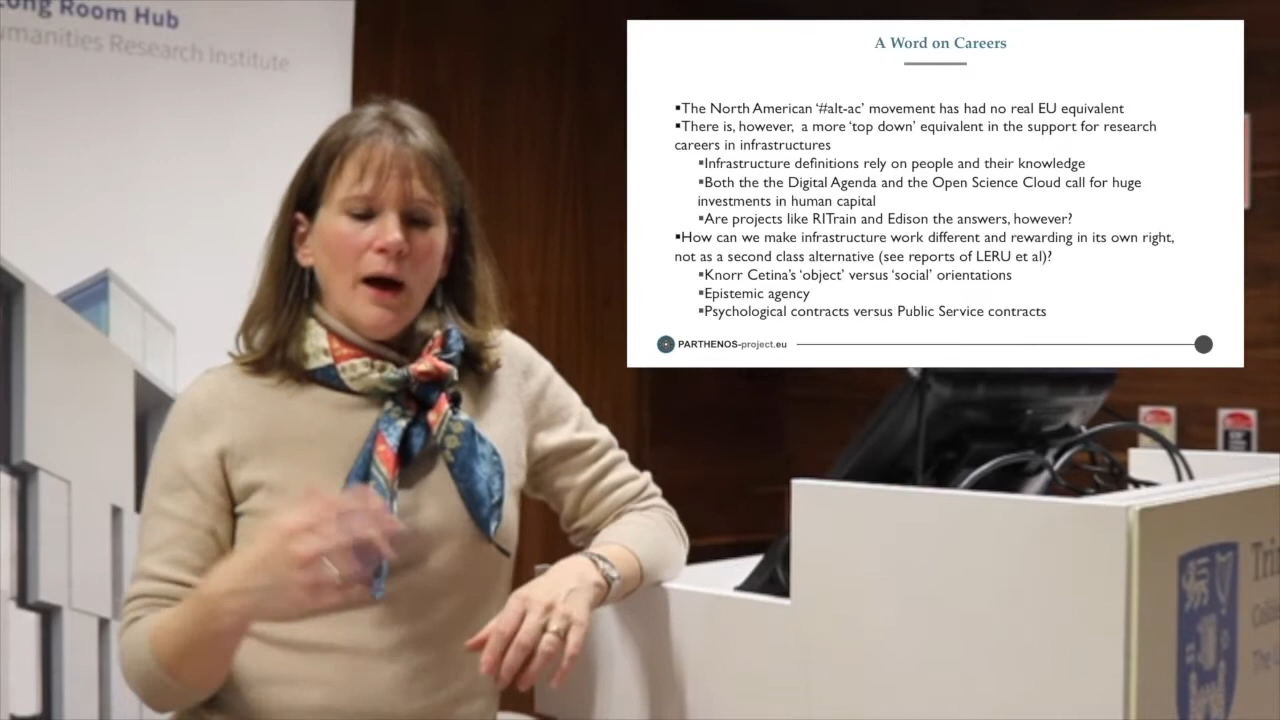 ong Room Hub
umanities Research Institute
A Word on Careers
▪The North American ‘#alt-ac’ movement has had no real EU equivalent
▪There is, however, a more ‘top down’ equivalent in the support for research
careers in infrastructures
▪Infrastructure definitions rely on people and their knowledge
▪Both the the Digital Agenda and the Open Science Cloud call for huge
investments in human capital
▪Are projects like RITrain and Edison the answers, however?
▪How can we make infrastructure work different and rewarding in its own right,
not as a second class alternative (see reports of LERU et al)?
▪Knorr Cetina’s ‘object’ versus ‘social’ orientations
▪Epistemic agency
▪Psychological contracts versus Public Service contracts
PARTHENOS-project.eu
Tri
Coláis
The U